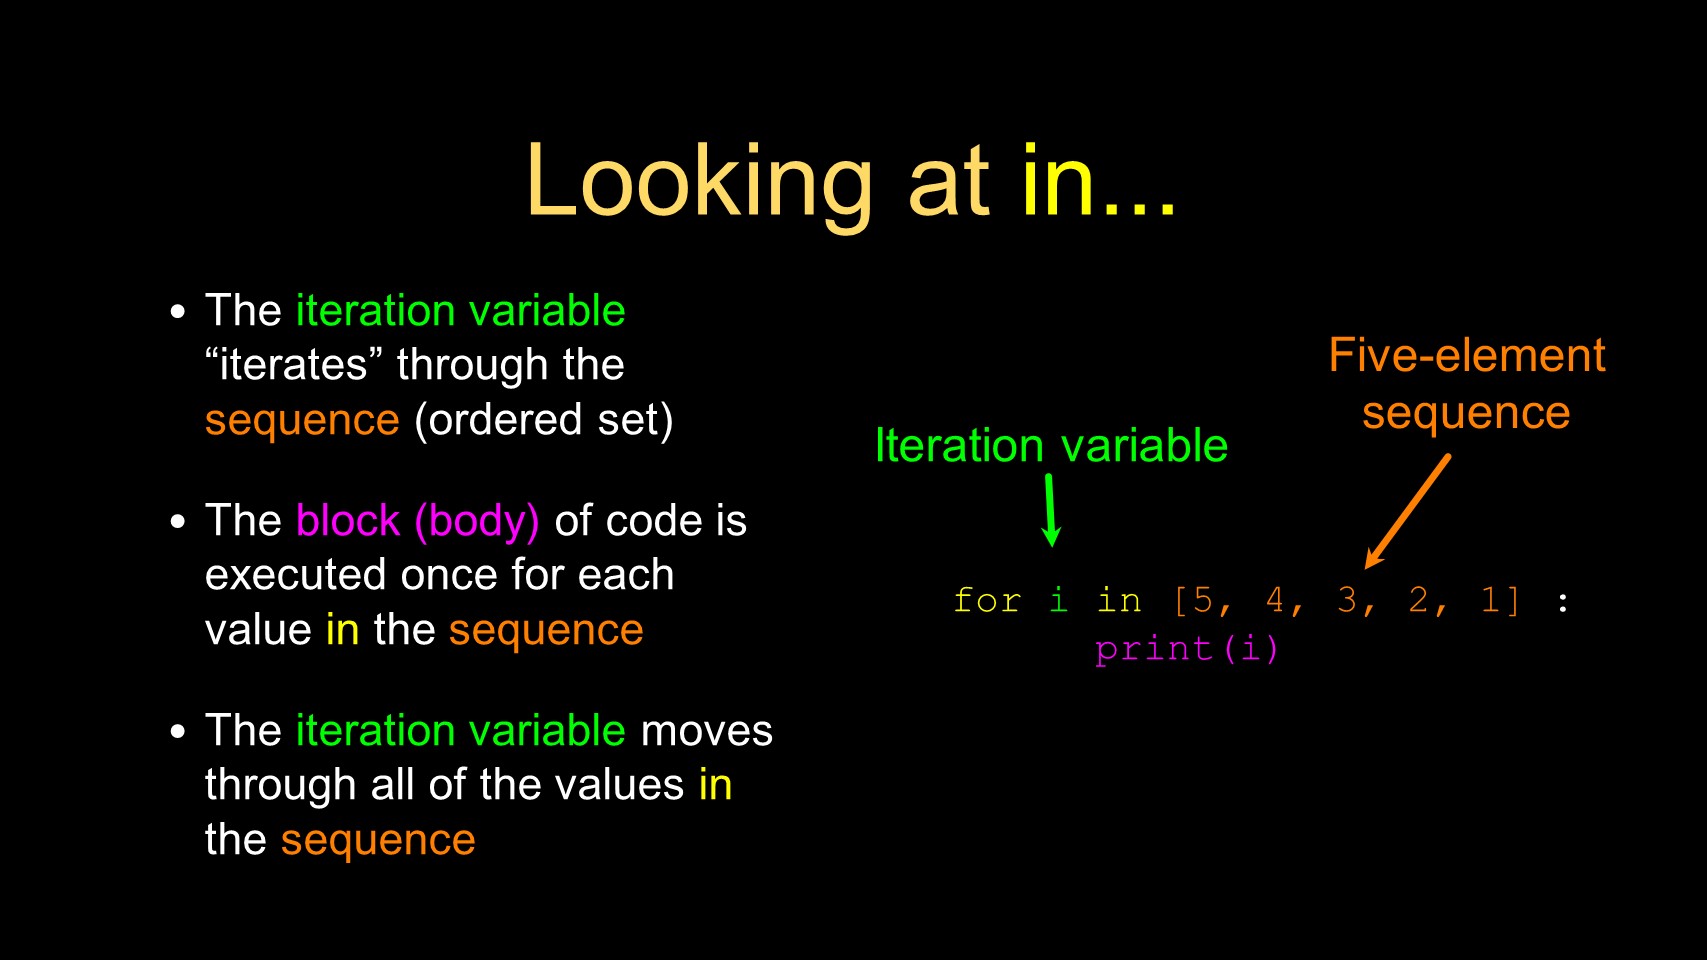 Looking at in...
• The iteration variable
“iterates” through the
sequence (ordered set)
• The block (body) of code is
executed once for each
value in the sequence
• The iteration variable moves
through all of the values in
the sequence
Five-element
sequence
Iteration variable
for i in [5, 4, 3, 2, 1] :
print(i)